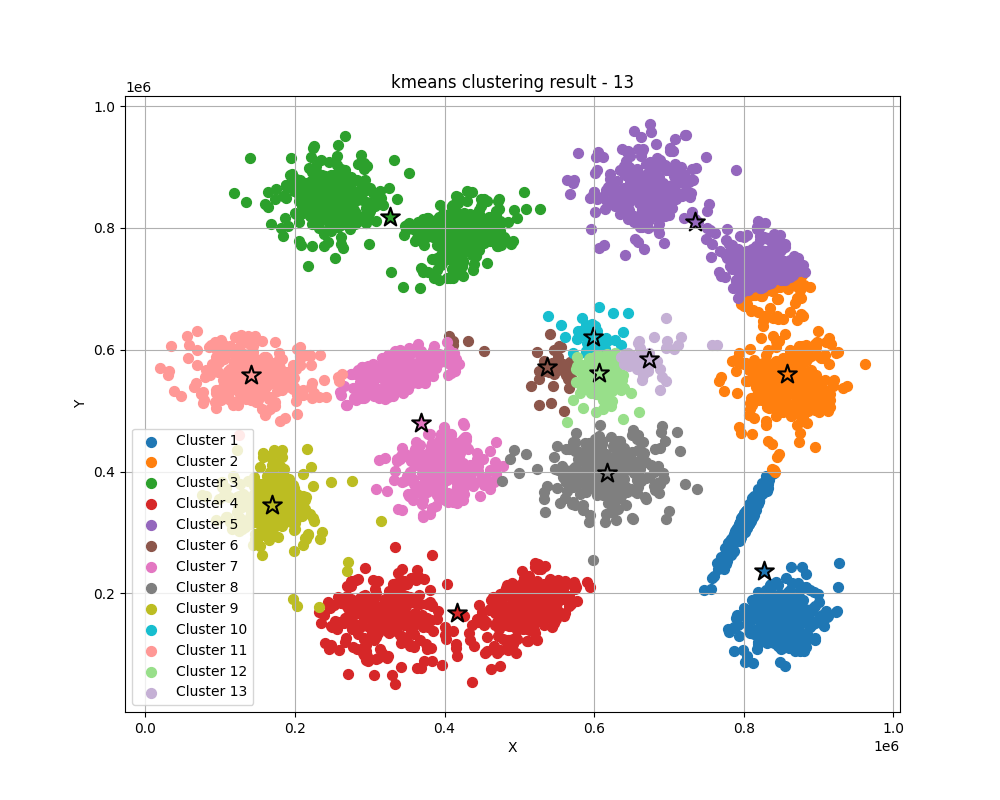 kmeans clustering result - 13
1e6
1.0
0.8
0.6
0.4
0.2
Y
Cluster 1
Cluster 2
Cluster 3
Cluster 4
Cluster 5
Cluster 6
Cluster 7
Cluster 8
Cluster 9
Cluster 10
Cluster 11
Cluster 12
Cluster 13
0.0 0.2 0.4 0.6 0.8 1.0
X
1e6